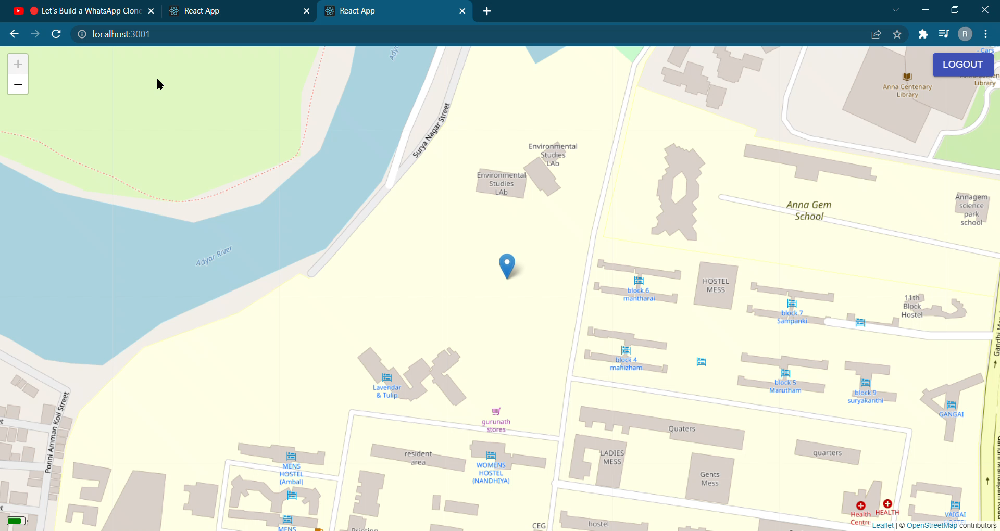 Let's Build a WhatsApp Clone
React App
React App
localhost:3001
R
LOGOUT
- Cars
Anna Centenary
Library
Library
Surya Nagar Street
Environmental
Studies
LAb
Environmental
Studies
LAb
Anna Gem
School
Annagem
science
park
school
Adyar River
block 6
mantharai
HOSTEL
MESS
block 7
Sampanki
11th
Block
Hostel
block 4
mahizham
block 5
Marutham
block 9
suryakanthi
GANGAI
Lavendar
& Tulip
gurunath
stores
Ponni Amman Koil Street
Quaters
resident
area
LADIES
MESS
quarters
MENS
HOSTEL
(Ambal)
WOMENS
HOSTEL
(NANDHIYA)
Gents
Mess
Health
HEALTH
VAIGAI
MENS
CEG
hostel
Leaflet | © OpenStreetMap contributors